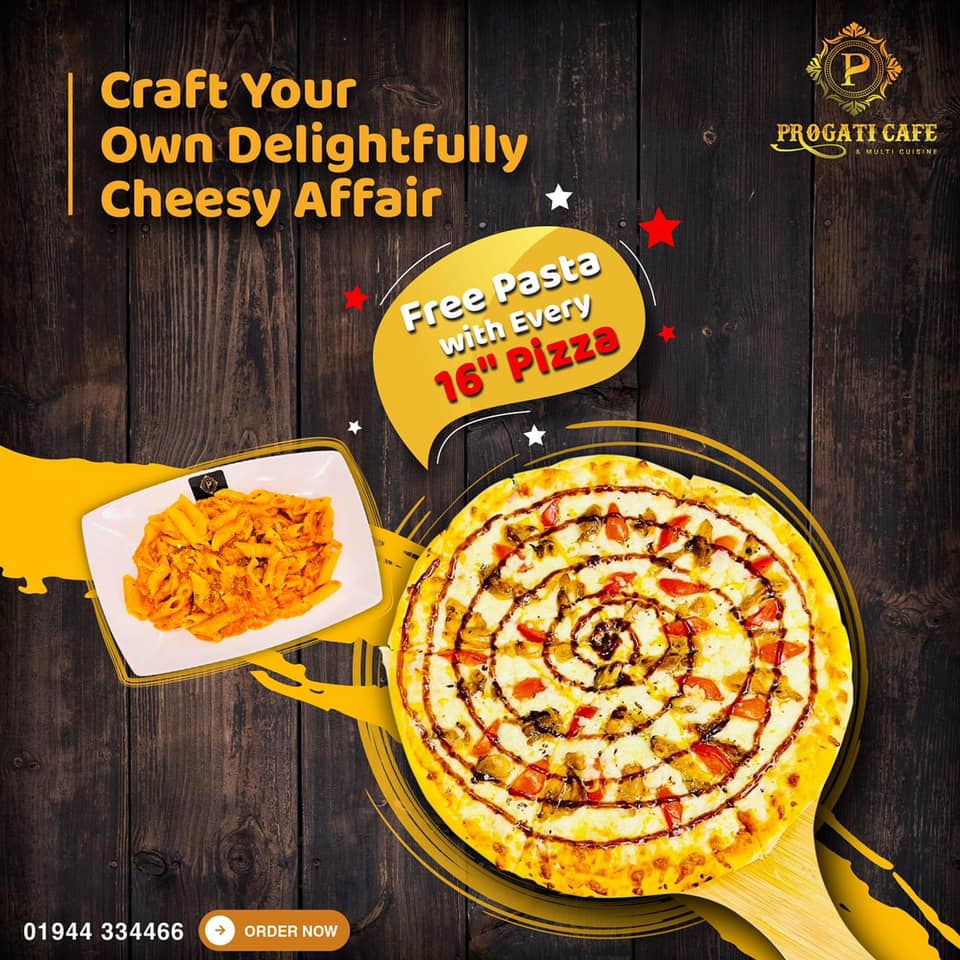 Craft Your
Own Delightfully
Cheesy Affair
P
PROGATI CAFE
& MULTI CUISINE
Free Pasta
with Every
16" Pizza
P
01944 334466
ORDER NOW